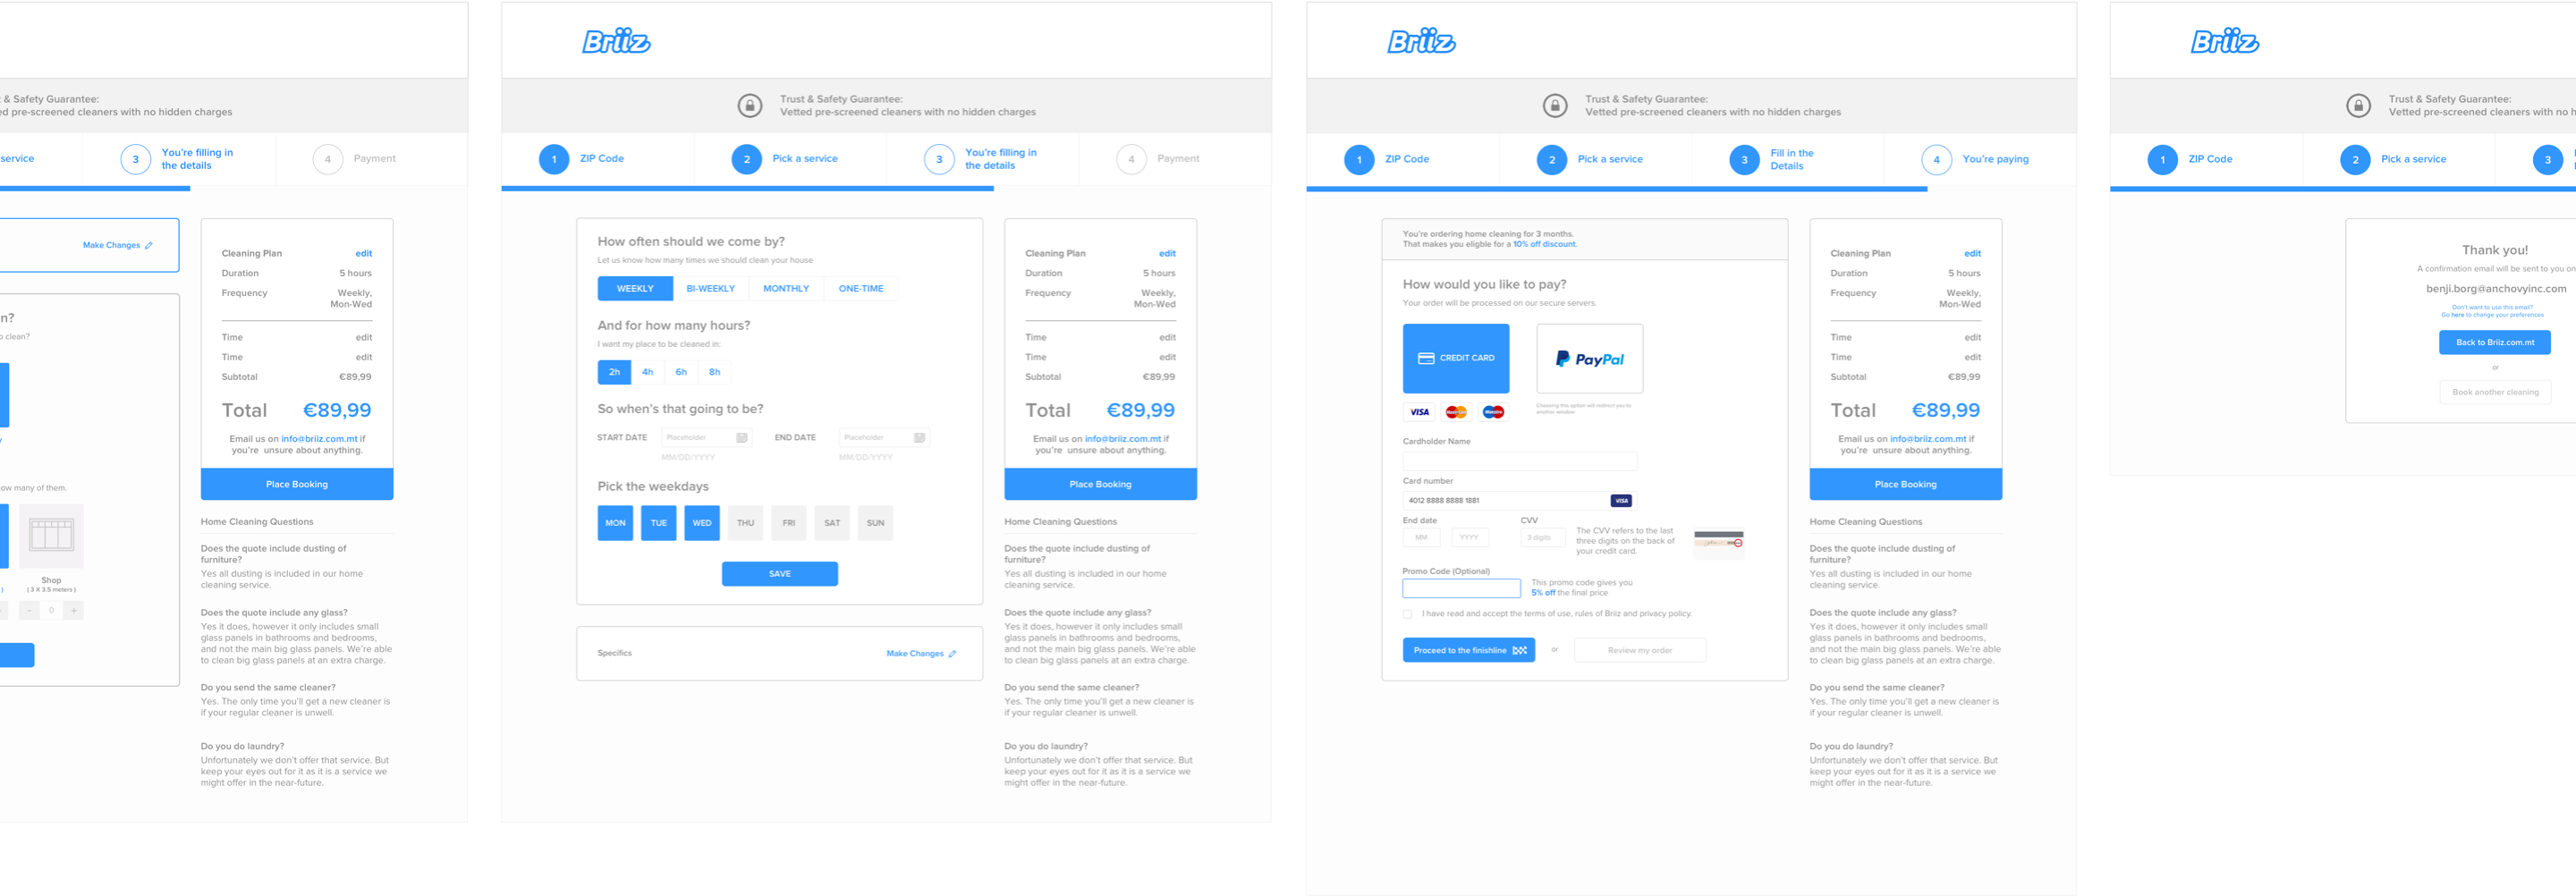 t & Safety Guarantee:
ed pre-screened cleaners with no hidden charges
service
3
You're filling in
the details
4
Payment
Make Changes
n?
o clean?
ow many of them.
Shop
( 3 X 3.5 meters )
- 0 +
Cleaning Plan edit
Duration 5 hours
Frequency Weekly,
Mon-Wed
Time edit
Time edit
Subtotal €89,99
Total €89,99
Email us on info@briiz.com.mt if
you're unsure about anything.
Place Booking
Home Cleaning Questions
Does the quote include dusting of
furniture?
Yes all dusting is included in our home
cleaning service.
Does the quote include any glass?
Yes it does, however it only includes small
glass panels in bathrooms and bedrooms,
and not the main big glass panels. We're able
to clean big glass panels at an extra charge.
Do you send the same cleaner?
Yes. The only time you'll get a new cleaner is
if your regular cleaner is unwell.
Do you do laundry?
Unfortunately we don't offer that service. But
keep your eyes out for it as it is a service we
might offer in the near-future.
Briiz
Trust & Safety Guarantee:
Vetted pre-screened cleaners with no hidden charges
1 ZIP Code
2 Pick a service
3 You're filling in
the details
4 Payment
How often should we come by?
Let us know how many times we should clean your house
WEEKLY BI-WEEKLY MONTHLY ONE-TIME
And for how many hours?
I want my place to be cleaned in:
2h 4h 6h 8h
So when's that going to be?
START DATE Placeholder END DATE Placeholder
MM/DD/YYYY MM/DD/YYYY
Pick the weekdays
MON TUE WED THU FRI SAT SUN
SAVE
Specifics Make Changes
Cleaning Plan edit
Duration 5 hours
Frequency Weekly,
Mon-Wed
Time edit
Time edit
Subtotal €89,99
Total €89,99
Email us on info@briiz.com.mt if
you're unsure about anything.
Place Booking
Home Cleaning Questions
Does the quote include dusting of
furniture?
Yes all dusting is included in our home
cleaning service.
Does the quote include any glass?
Yes it does, however it only includes small
glass panels in bathrooms and bedrooms,
and not the main big glass panels. We're able
to clean big glass panels at an extra charge.
Do you send the same cleaner?
Yes. The only time you'll get a new cleaner is
if your regular cleaner is unwell.
Do you do laundry?
Unfortunately we don't offer that service. But
keep your eyes out for it as it is a service we
might offer in the near-future.
Briiz
Trust & Safety Guarantee:
Vetted pre-screened cleaners with no hidden charges
1 ZIP Code
2 Pick a service
3 Fill in the
Details
4 You're paying
You're ordering home cleaning for 3 months.
That makes you eligble for a 10% off discount.
How would you like to pay?
Your order will be processed on our secure servers.
CREDIT CARD
PayPal
VISA MasterCard Maestro
Choosing this option will redirect you to
another window
Cardholder Name
Card number
4012 8888 8888 1881 VISA
End date CVV
MM YYYY 3 digits
The CVV refers to the last
three digits on the back of
your credit card.
Promo Code (Optional)
This promo code gives you
5% off the final price
I have read and accept the terms of use, rules of Briiz and privacy policy.
Proceed to the finishline or Review my order
Cleaning Plan edit
Duration 5 hours
Frequency Weekly,
Mon-Wed
Time edit
Time edit
Subtotal €89,99
Total €89,99
Email us on info@briiz.com.mt if
you're unsure about anything.
Place Booking
Home Cleaning Questions
Does the quote include dusting of
furniture?
Yes all dusting is included in our home
cleaning service.
Does the quote include any glass?
Yes it does, however it only includes small
glass panels in bathrooms and bedrooms,
and not the main big glass panels. We're able
to clean big glass panels at an extra charge.
Do you send the same cleaner?
Yes. The only time you'll get a new cleaner is
if your regular cleaner is unwell.
Do you do laundry?
Unfortunately we don't offer that service. But
keep your eyes out for it as it is a service we
might offer in the near-future.
Briiz
Trust & Safety Guarantee:
Vetted pre-screened cleaners with no h
1 ZIP Code
2 Pick a service
3
Thank you!
A confirmation email will be sent to you on
benji.borg@anchovyinc.com
Don't want to use this email?
Go here to change your preferences
Back to Briiz.com.mt
or
Book another cleaning